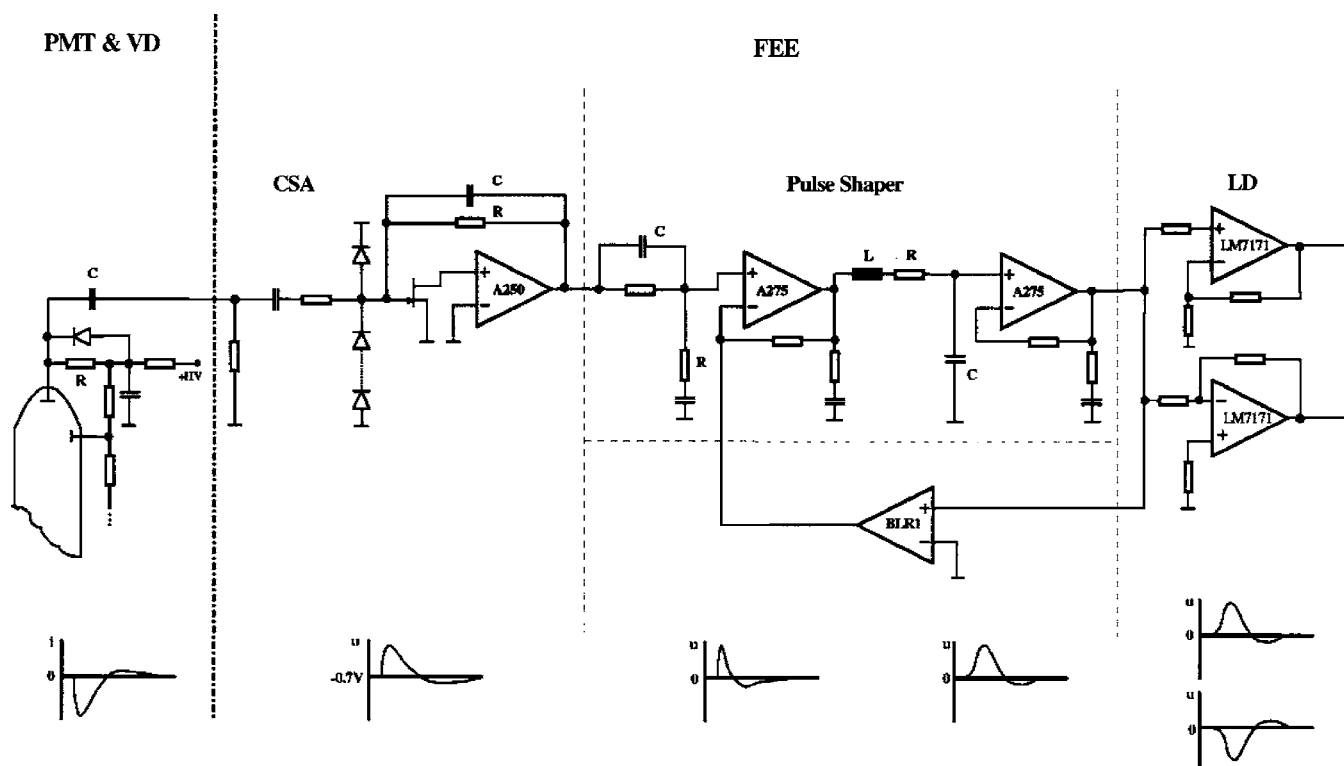 PMT & VD
FEE
CSA
Pulse Shaper
LD
C
R
A250
C
A275
L
R
A275
LM7171
C
R
+HV
R
C
LM7171
BLR1
i
0
u
-0.7V
u
0
u
0
u
0
u
0